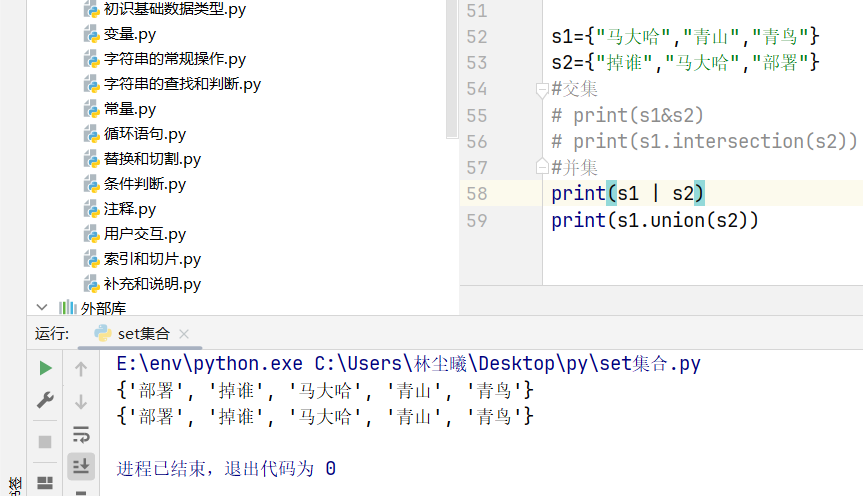 初识基础数据类型.py
变量.py
字符串的常规操作.py
字符串的查找和判断.py
常量.py
循环语句.py
替换和切割.py
条件判断.py
注释.py
用户交互.py
索引和切片.py
补充和说明.py
外部库
51
52 s1={"马大哈","青山","青鸟"}
53 s2={"掉谁","马大哈","部署"}
54 #交集
55 # print(s1&s2)
56 # print(s1.intersection(s2))
57 #并集
58 print(s1 | s2)
59 print(s1.union(s2))
运行: set集合
E:\env\python.exe C:\Users\林尘曦\Desktop\py\set集合.py
{'部署', '掉谁', '马大哈', '青山', '青鸟'}
{'部署', '掉谁', '马大哈', '青山', '青鸟'}
进程已结束，退出代码为 0